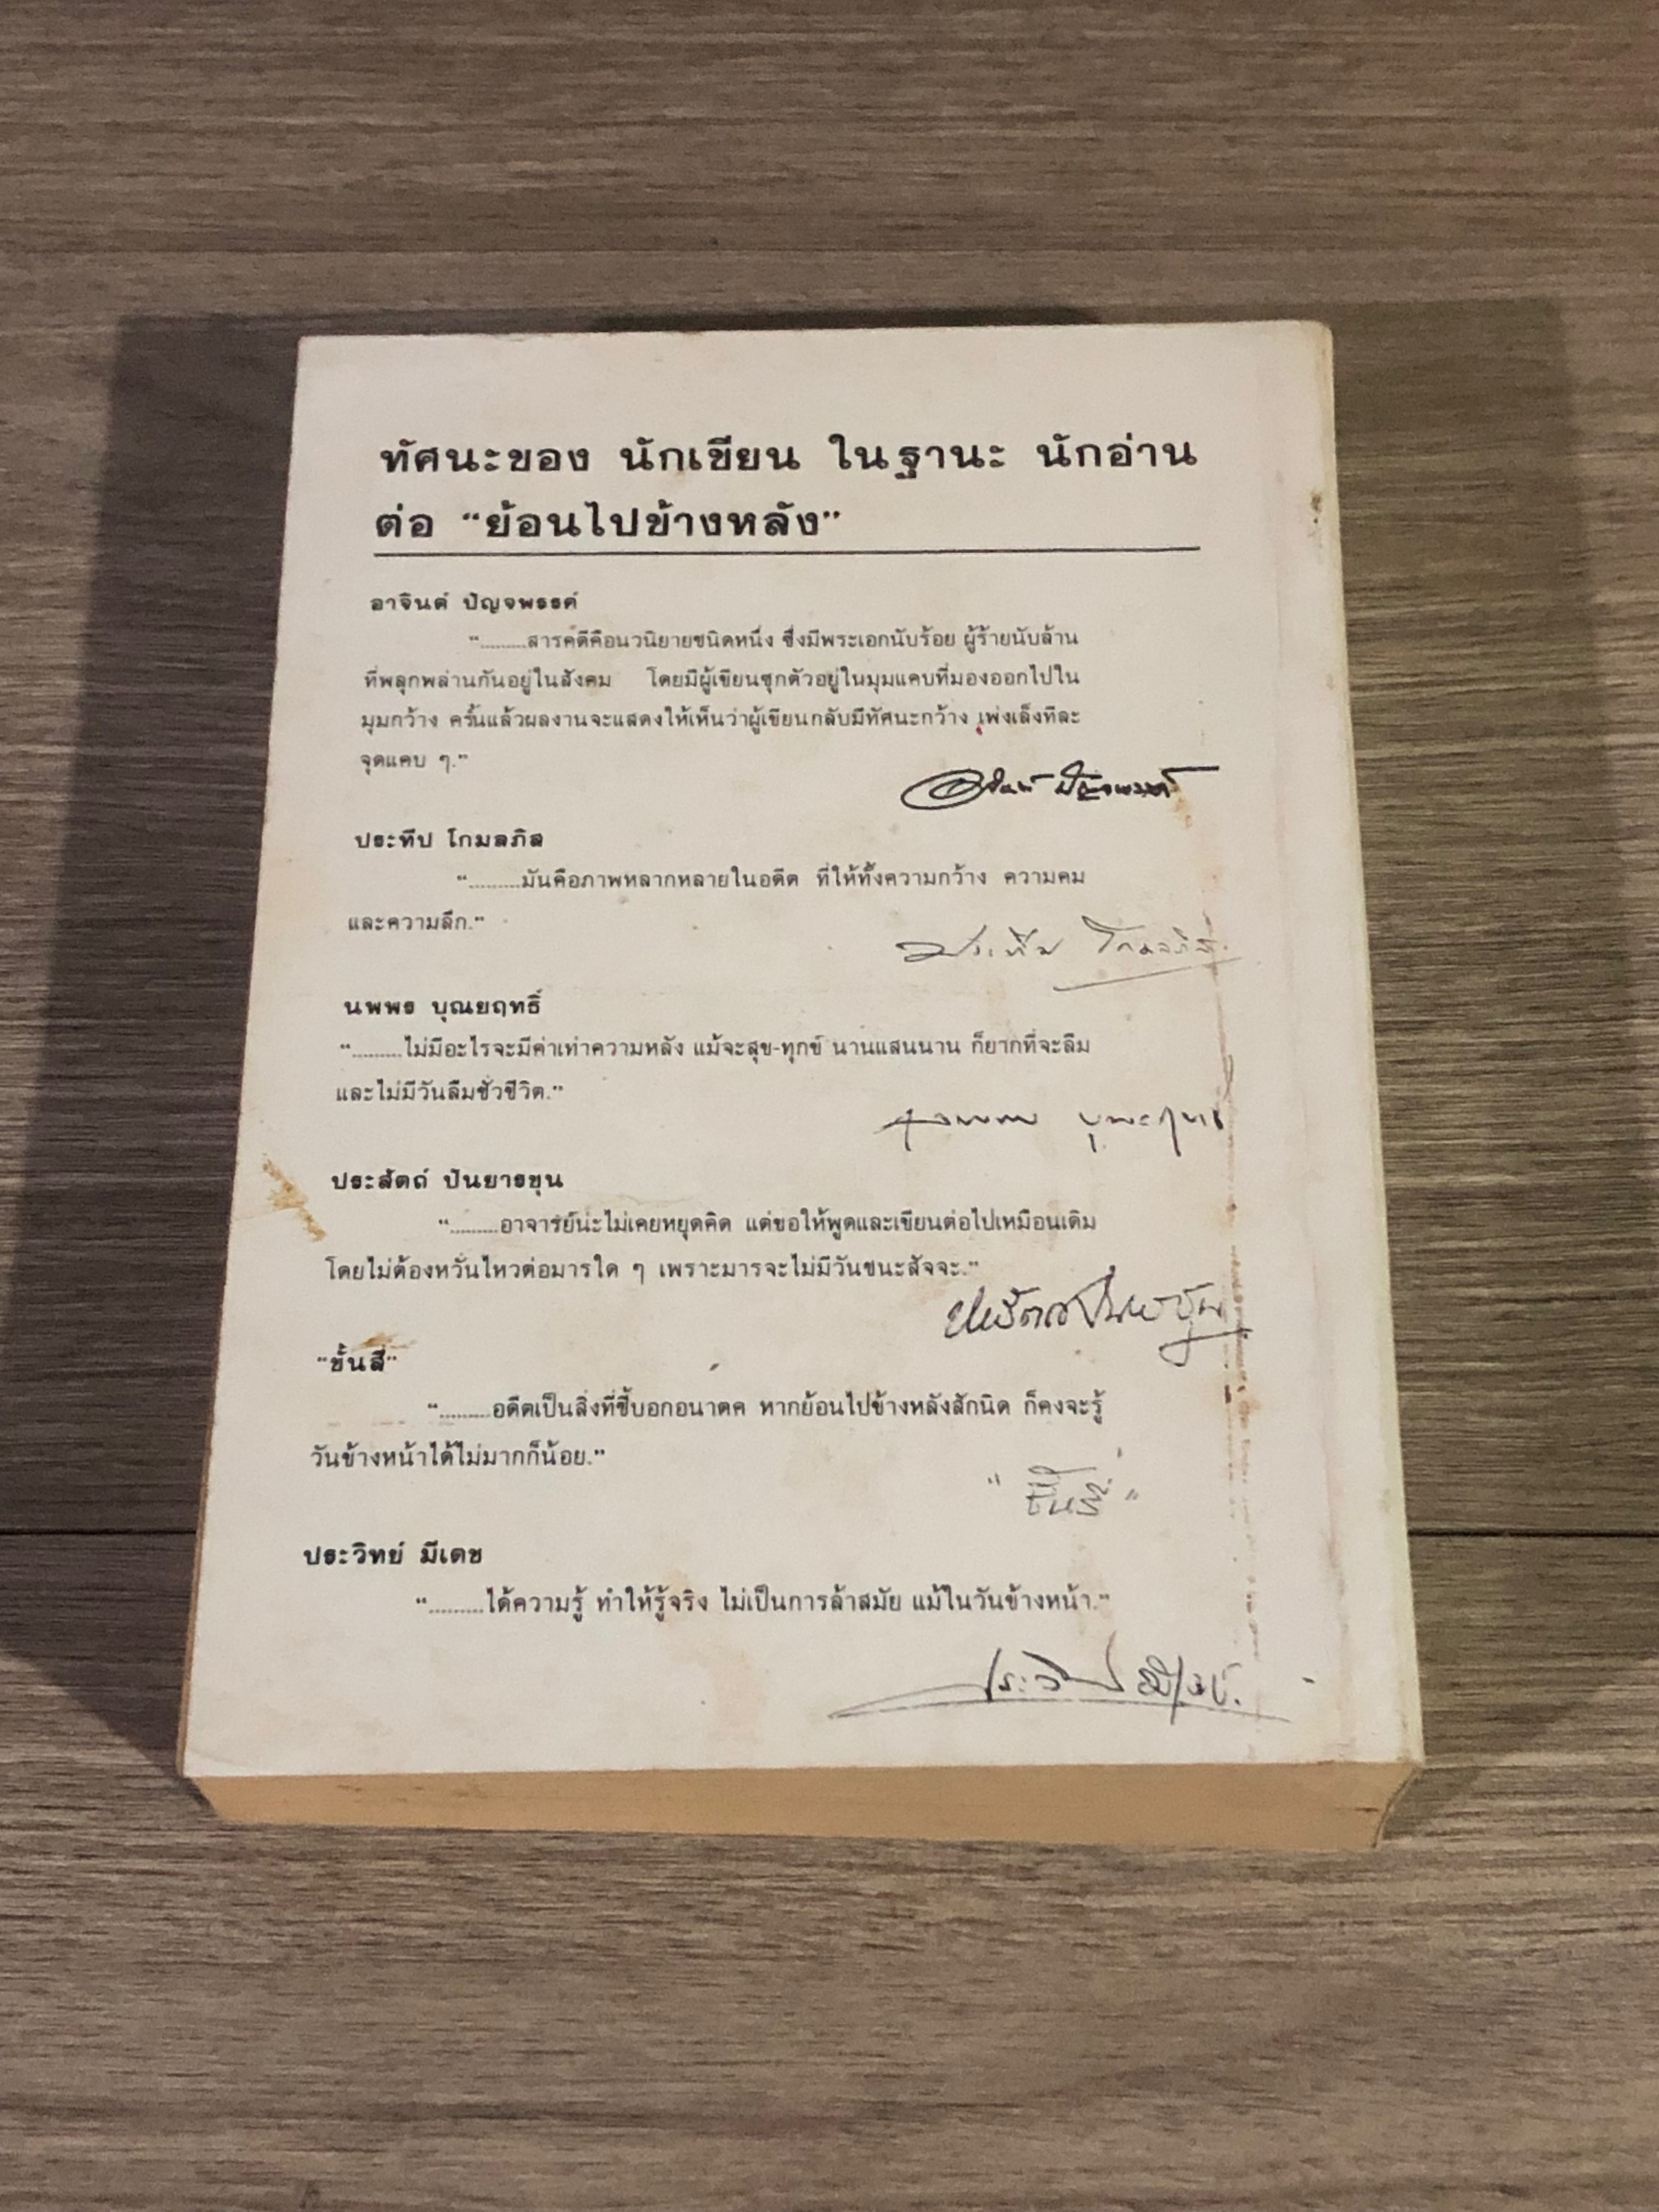 ทัศนะของ นักเขียน ในฐานะ นักอ่าน
ต่อ "ย้อนไปข้างหลัง"
อาจินต์ ปัญจพรรค์
".........สารคดีคือนวนิยายชนิดหนึ่ง ซึ่งมีพระเอกนับร้อย ผู้ร้ายนับล้าน
ที่พลุกพล่านกันอยู่ในสังคม โดยมีผู้เขียนซุกตัวอยู่ในมุมแคบที่มองออกไปใน
มุมกว้าง ครั้นแล้วผลงานจะแสดงให้เห็นว่าผู้เขียนกลับมีทัศนะกว้าง เพ่งเล็งทีละ
จุดแคบ ๆ."
อาจินต์ ปัญจพรรค์
ประทีป โกมลภิส
".........มันคือภาพหลากหลายในอดีต ที่ให้ทั้งความกว้าง ความคม
และความลึก."
ประทีป โกมลภิส
นพพร บุณยฤทธิ์
".........ไม่มีอะไรจะมีค่าเท่าความหลัง แม้จะสุข-ทุกข์ นานแสนนาน ก็ยากที่จะลืม
และไม่มีวันลืมชั่วชีวิต."
ประสัตถ์ ปันยารชุน
".........อาจารย์น่ะไม่เคยหยุดคิด แต่ขอให้พูดและเขียนต่อไปเหมือนเดิม
โดยไม่ต้องหวั่นไหวต่อมารใด ๆ เพราะมารจะไม่มีวันชนะสัจจะ."
"ขั้นสี"
".........อดีตเป็นสิ่งที่ชี้บอกอนาคต หากย้อนไปข้างหลังสักนิด ก็คงจะรู้
วันข้างหน้าได้ไม่มากก็น้อย."
ประวิทย์ มีเดช
".........ได้ความรู้ ทำให้รู้จริง ไม่เป็นการล้าสมัย แม้ในวันข้างหน้า."